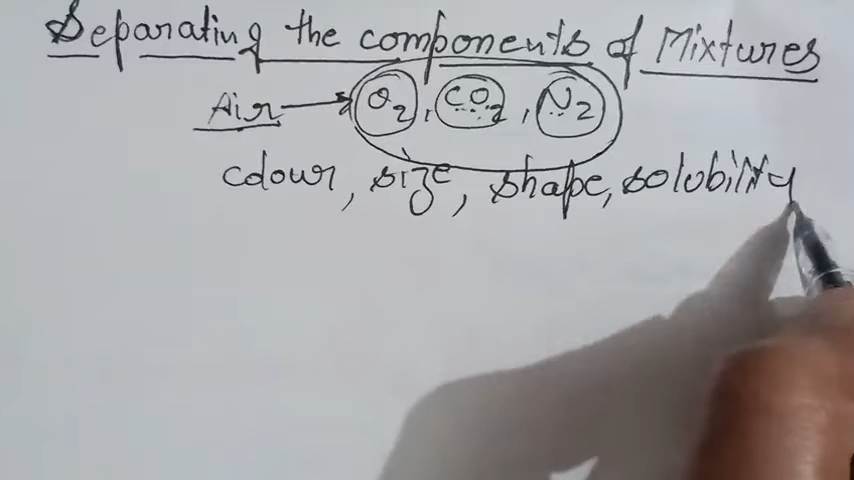 Separating the components of Mixtures
Air → O₂, CO₂, N₂
colour, size, shape, solubility